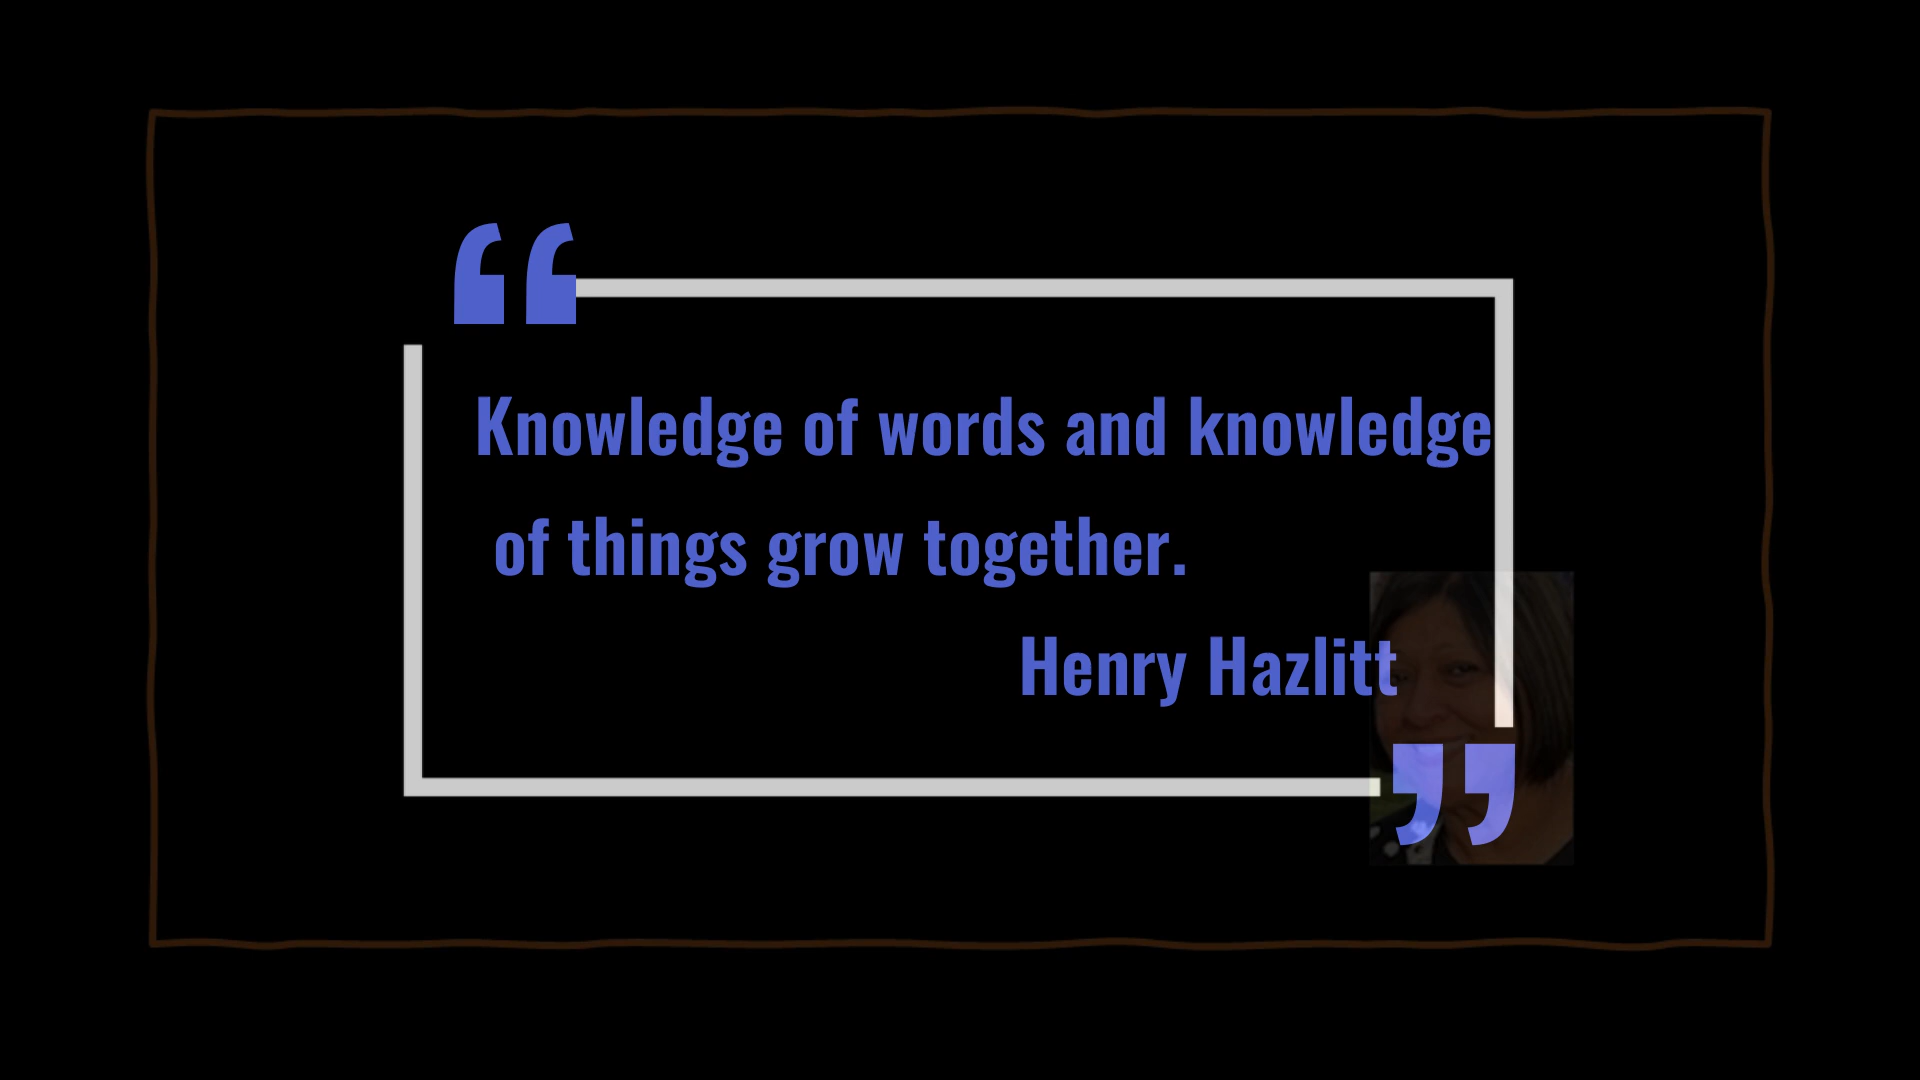 “
Knowledge of words and knowledge
of things grow together.
Henry Hazlitt
”